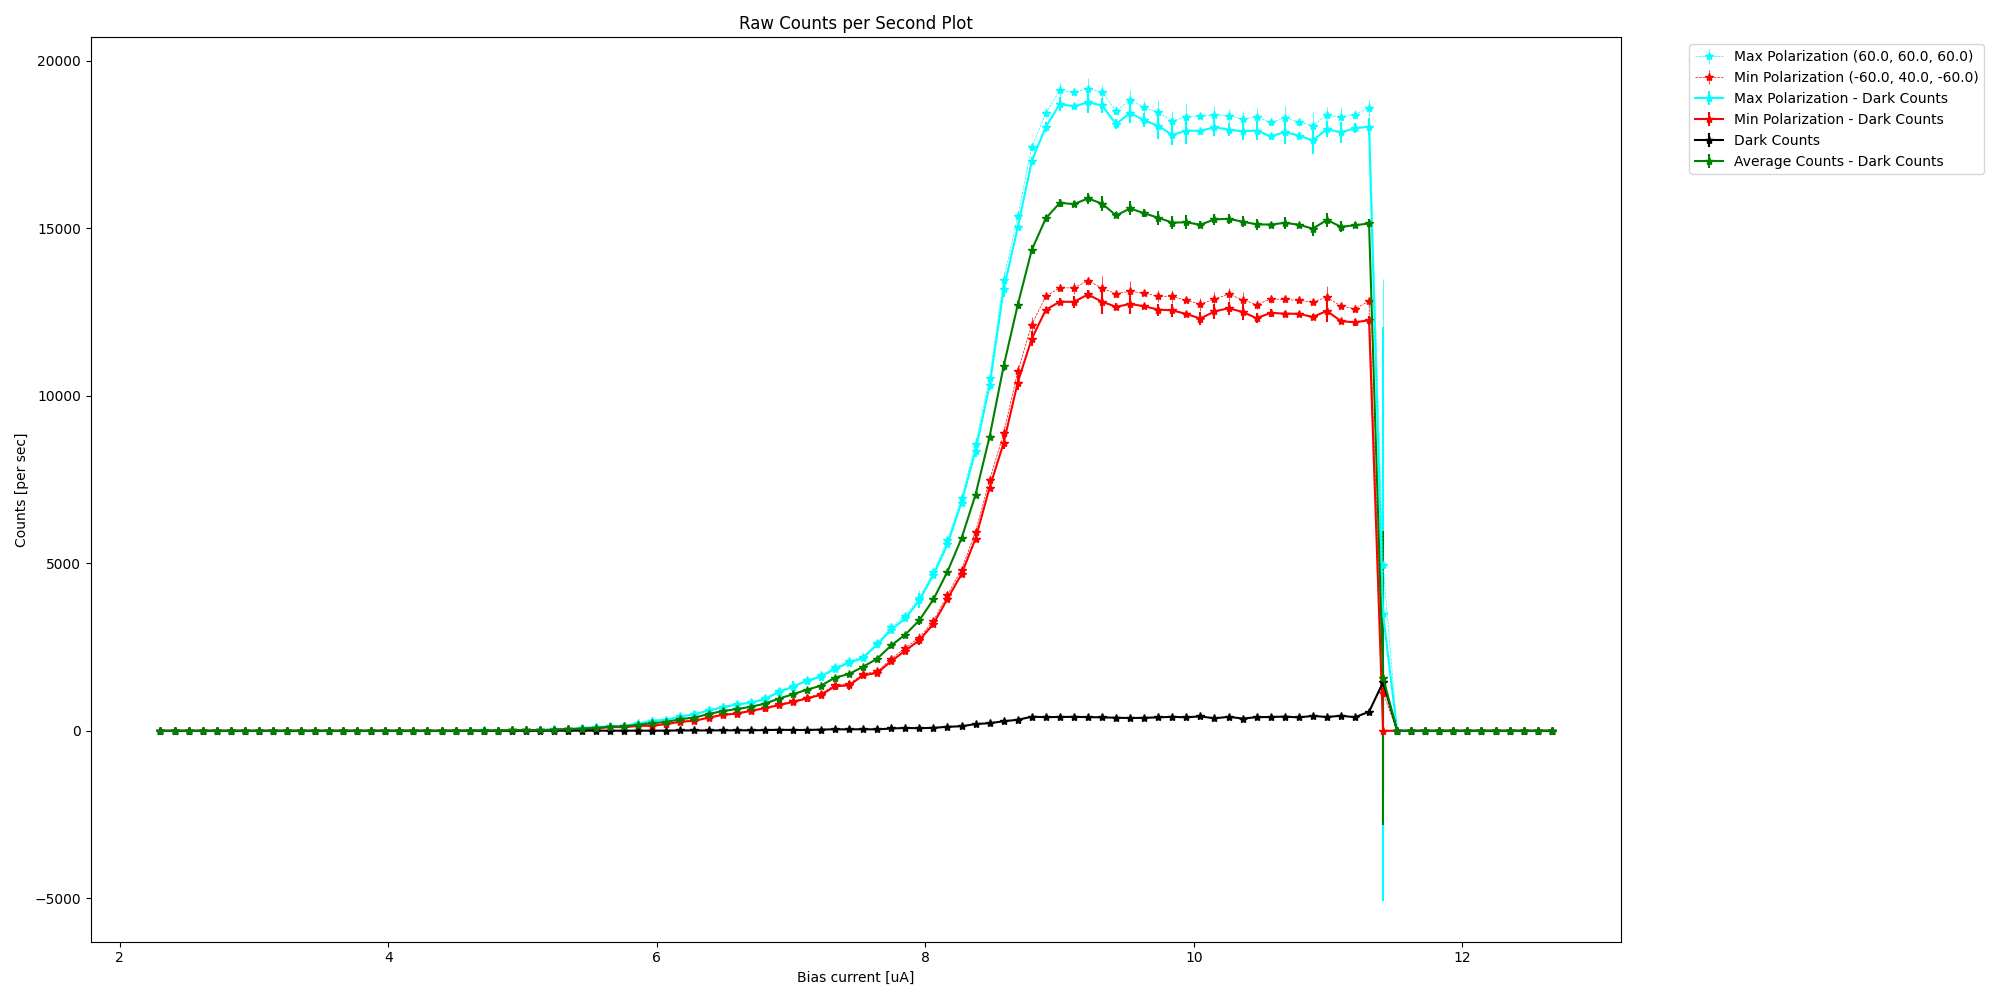 Raw Counts per Second Plot
Max Polarization (60.0, 60.0, 60.0)
Min Polarization (-60.0, 40.0, -60.0)
Max Polarization - Dark Counts
Min Polarization - Dark Counts
Dark Counts
Average Counts - Dark Counts
Counts [per sec]
20000
15000
10000
5000
0
−5000
2
4
6
8
10
12
Bias current [uA]